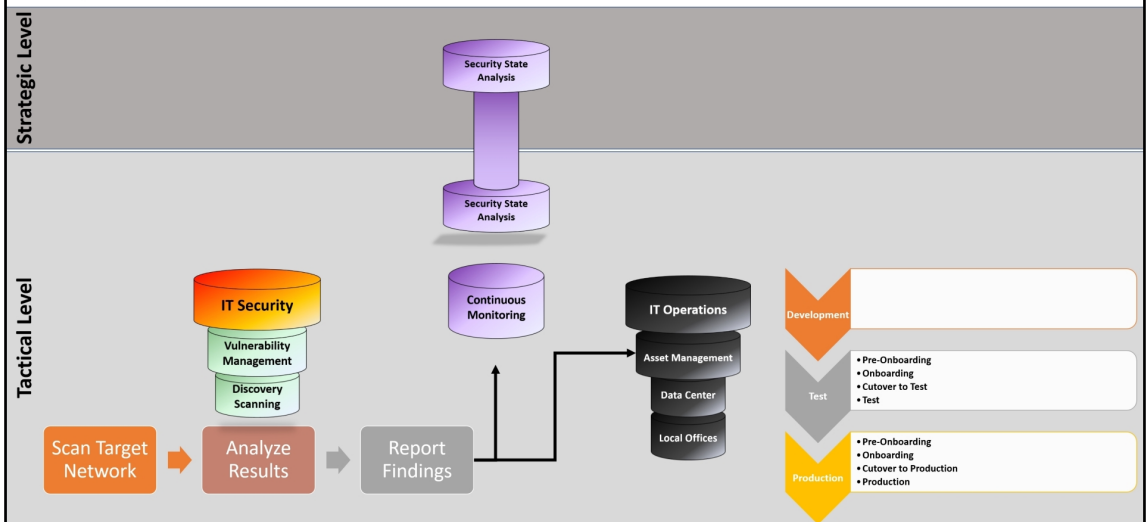 Strategic Level
Security State
Analysis
Security State
Analysis
Tactical Level
IT Security
Vulnerability
Management
Discovery
Scanning
Continuous
Monitoring
IT Operations
Asset Management
Data Center
Local Offices
Scan Target
Network
Analyze
Results
Report
Findings
Development
Test
• Pre-Onboarding
• Onboarding
• Cutover to Test
• Test
Production
• Pre-Onboarding
• Onboarding
• Cutover to Production
• Production